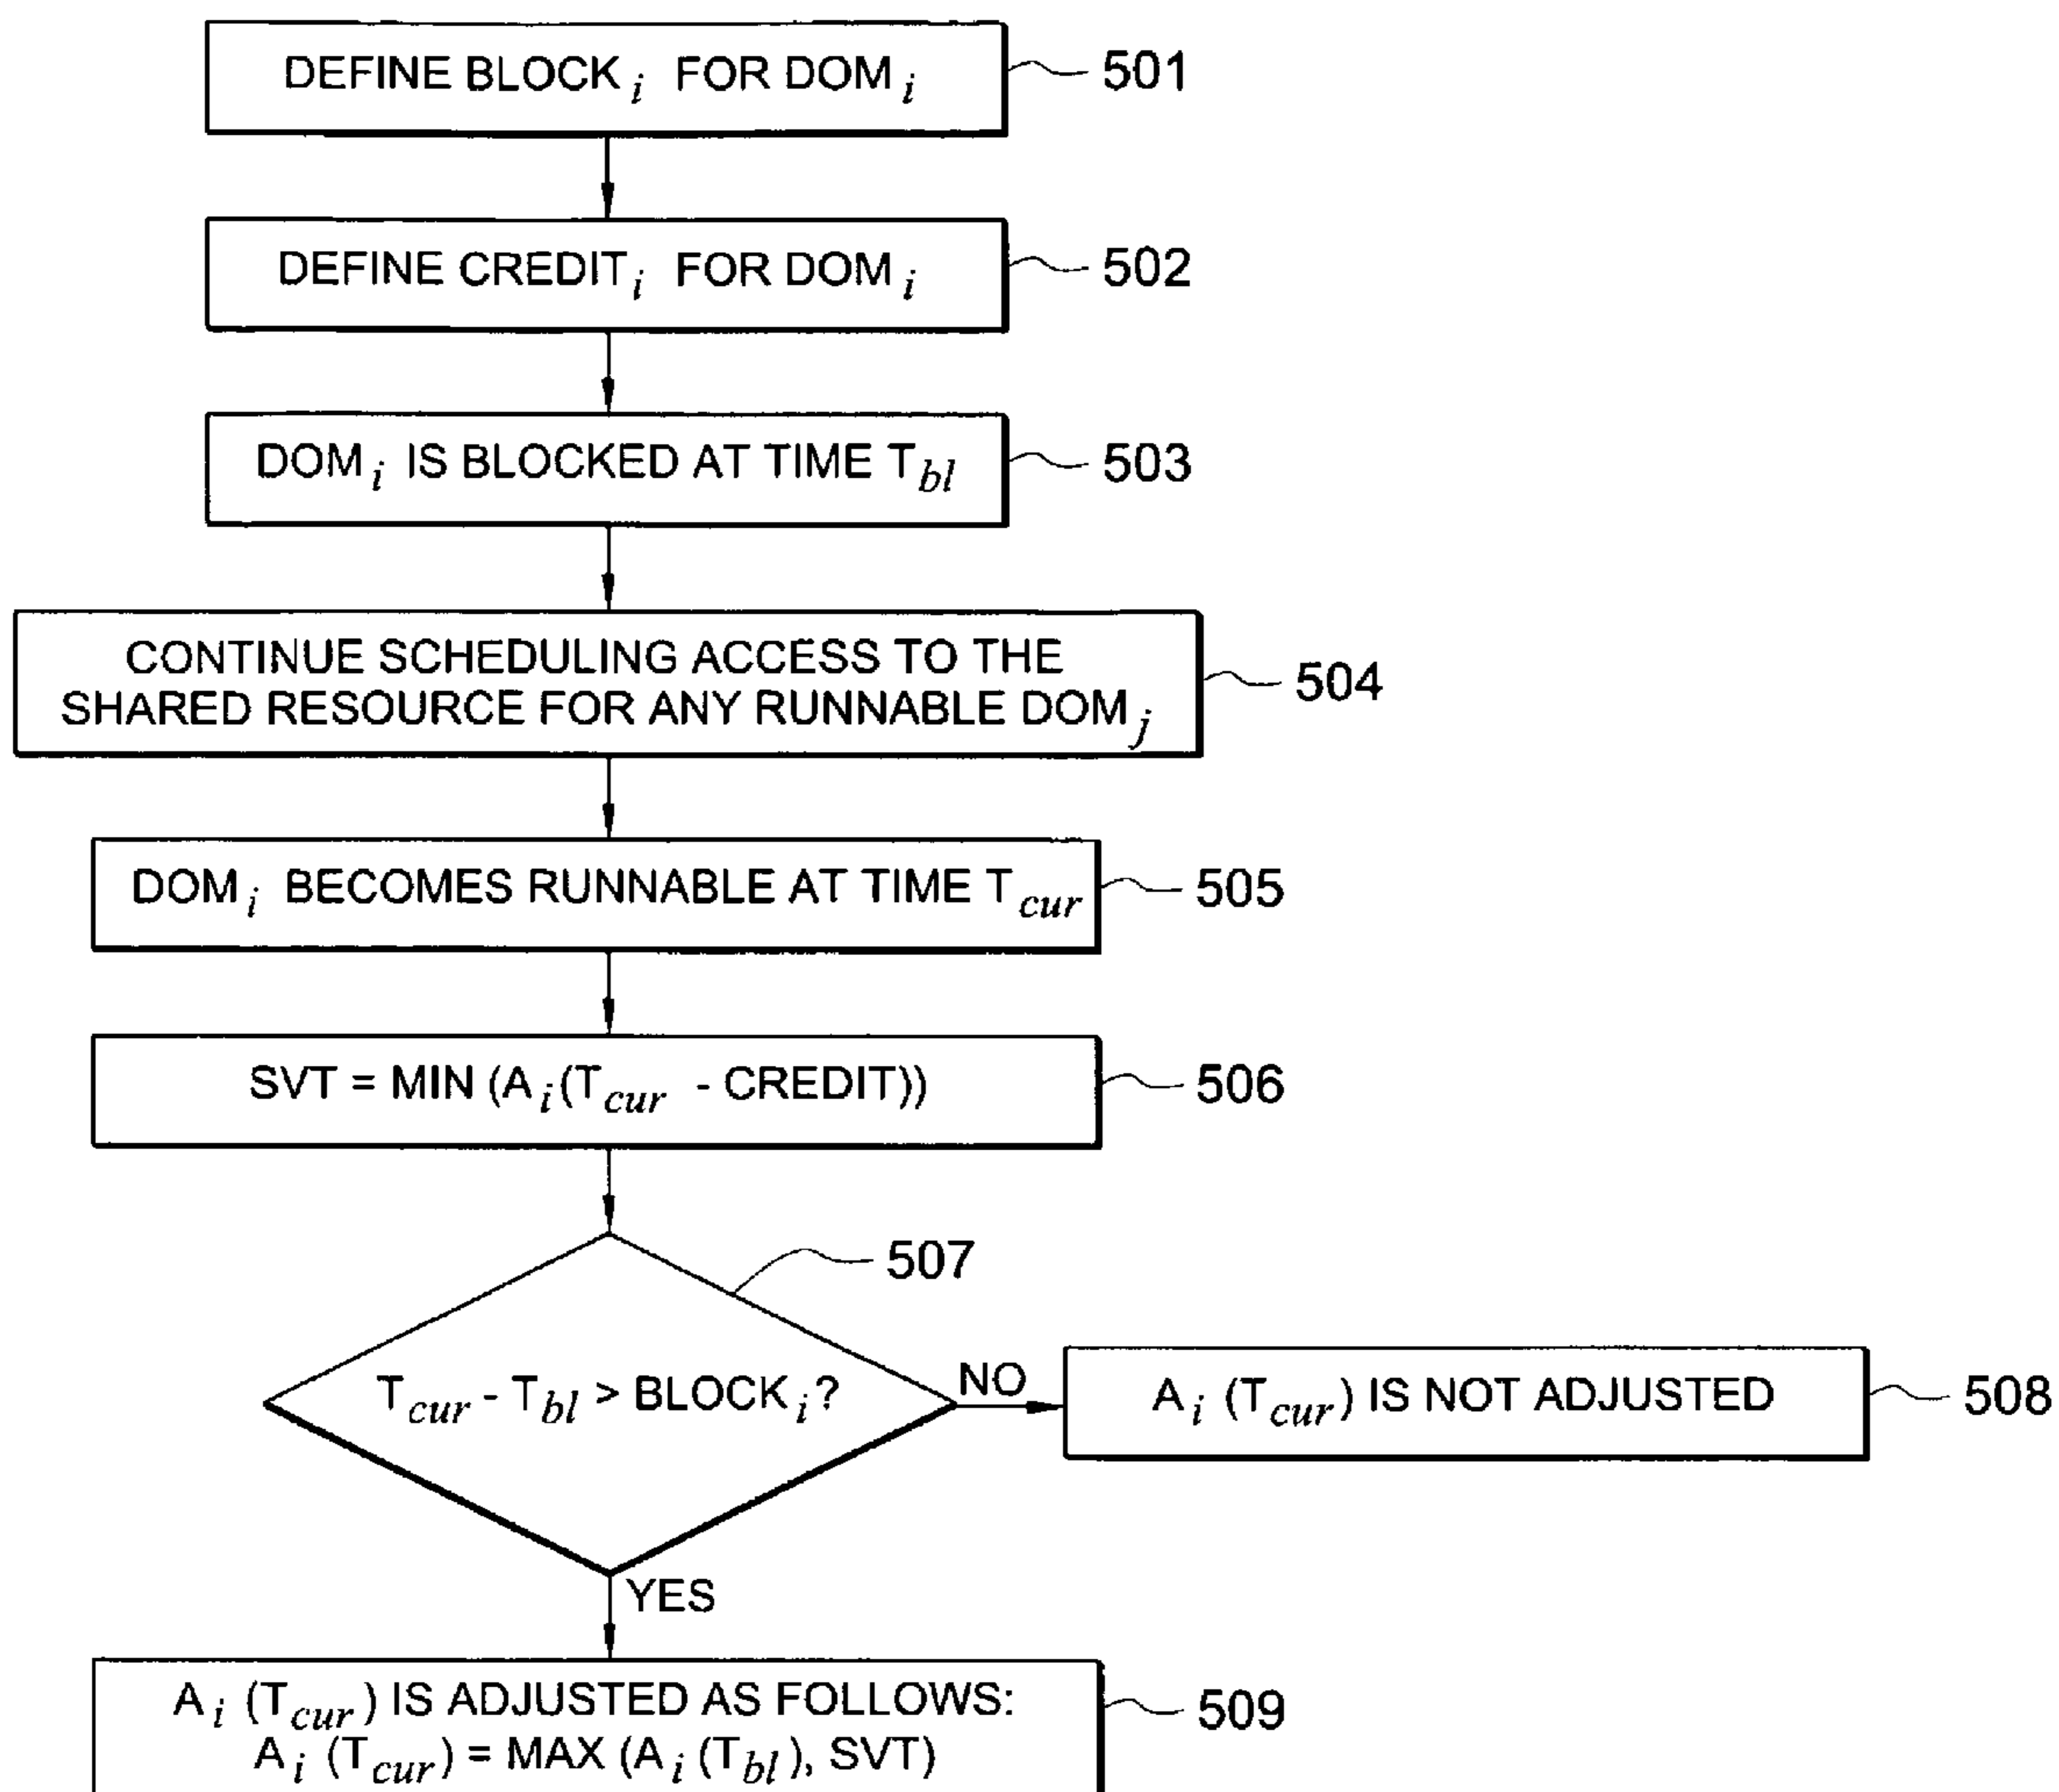 DEFINE BLOCK i FOR DOM i
501
DEFINE CREDIT i FOR DOM i
502
DOM i IS BLOCKED AT TIME T bl
503
CONTINUE SCHEDULING ACCESS TO THE
SHARED RESOURCE FOR ANY RUNNABLE DOM j
504
DOM i BECOMES RUNNABLE AT TIME T cur
505
SVT = MIN (A i (T cur - CREDIT))
506
507
T cur - T bl > BLOCK i ?
NO
A i (T cur) IS NOT ADJUSTED
508
YES
A i (T cur) IS ADJUSTED AS FOLLOWS:
A i (T cur) = MAX (A i (T bl), SVT)
509